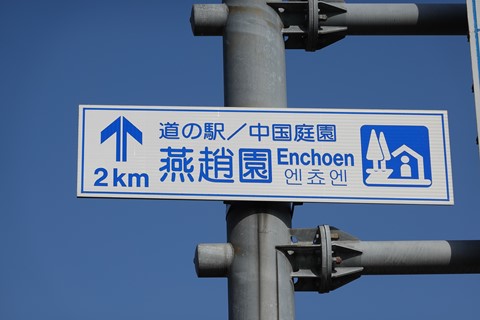 道の駅／中国庭園
燕趙園 Enchoen
엔쵸엔
2km